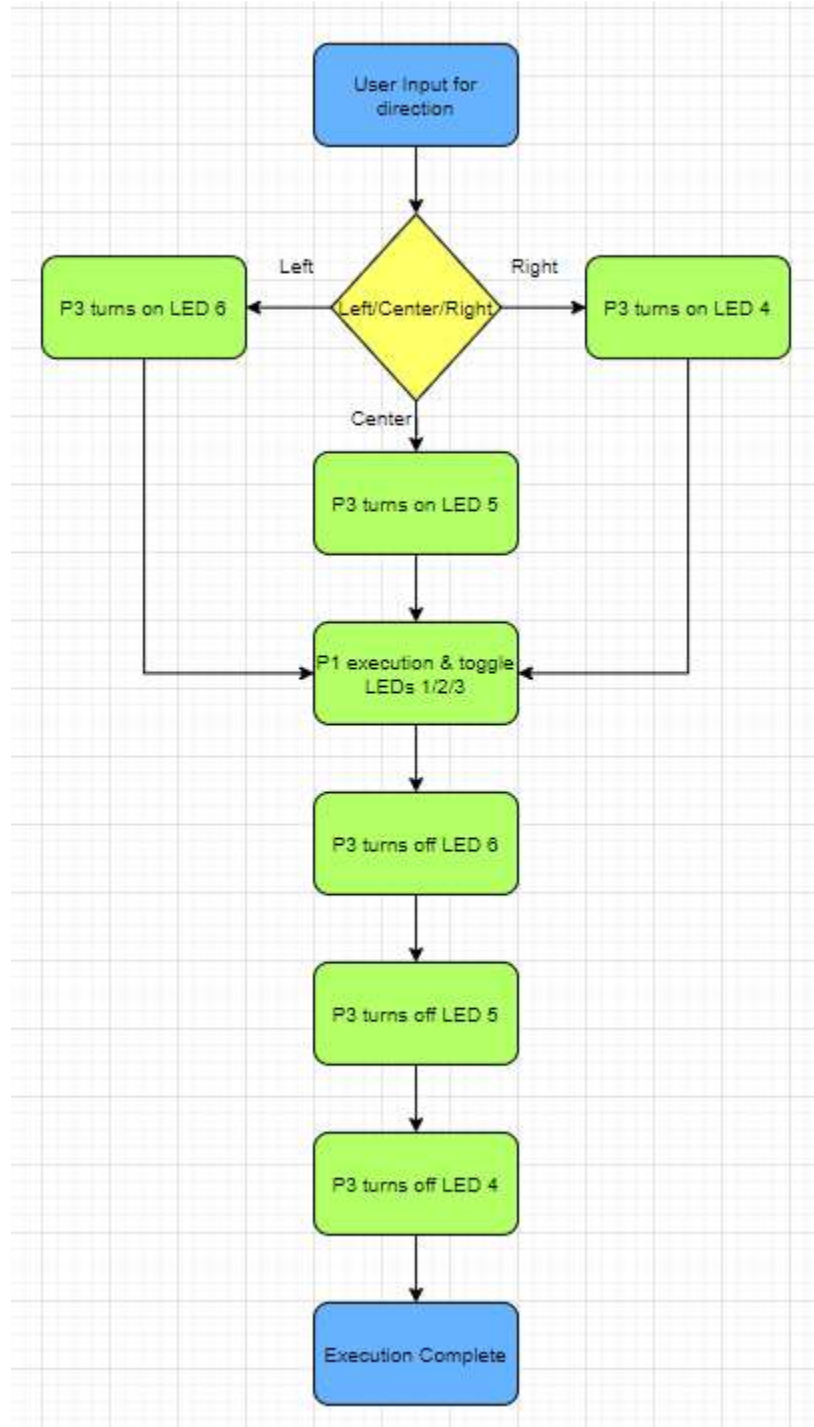 User Input for
direction
Left
Right
P3 turns on LED 6
Left/Center/Right
P3 turns on LED 4
Center
P3 turns on LED 5
P1 execution & toggle
LEDs 1/2/3
P3 turns off LED 6
P3 turns off LED 5
P3 turns off LED 4
Execution Complete